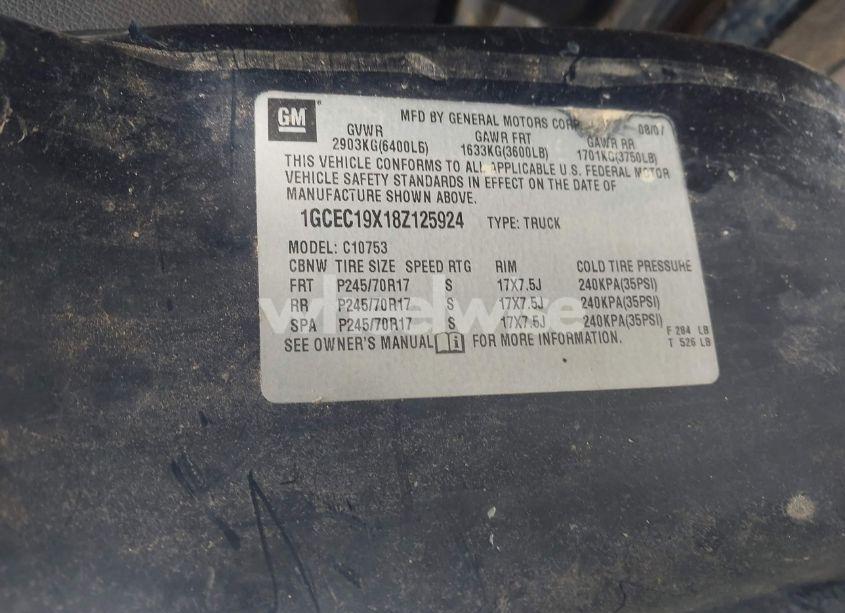 GM
MFD BY GENERAL MOTORS CORP 08/07
GVWR GAWR FRT GAWR RR
2903KG(6400LB) 1633KG(3600LB) 1701KG(3750LB)
THIS VEHICLE CONFORMS TO ALL APPLICABLE U.S. FEDERAL MOTOR
VEHICLE SAFETY STANDARDS IN EFFECT ON THE DATE OF
MANUFACTURE SHOWN ABOVE.
1GCEC19X18Z125924 TYPE: TRUCK
MODEL: C10753
CBNW TIRE SIZE SPEED RTG RIM COLD TIRE PRESSURE
FRT P245/70R17 S 17X7.5J 240KPA(35PSI)
RR P245/70R17 S 17X7.5J 240KPA(35PSI)
SPA P245/70R17 S 17X7.5J 240KPA(35PSI)
SEE OWNER'S MANUAL i FOR MORE INFORMATION.
F 284 LB
T 526 LB
wheelwise